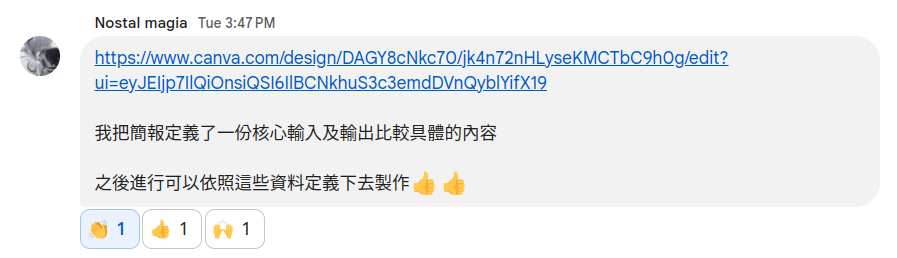 Nostal magia Tue 3:47 PM
https://www.canva.com/design/DAGY8cNkc70/jk4n72nHLyseKMCTbC9h0g/edit?
ui=eyJEIjp7IlQiOnsiQSI6IlBCNkhuS3c3emdDVnQyblYifX19
我把簡報定義了一份核心輸入及輸出比較具體的內容
之後進行可以依照這些資料定義下去製作👍👍
👏 1 👍 1 🙌 1